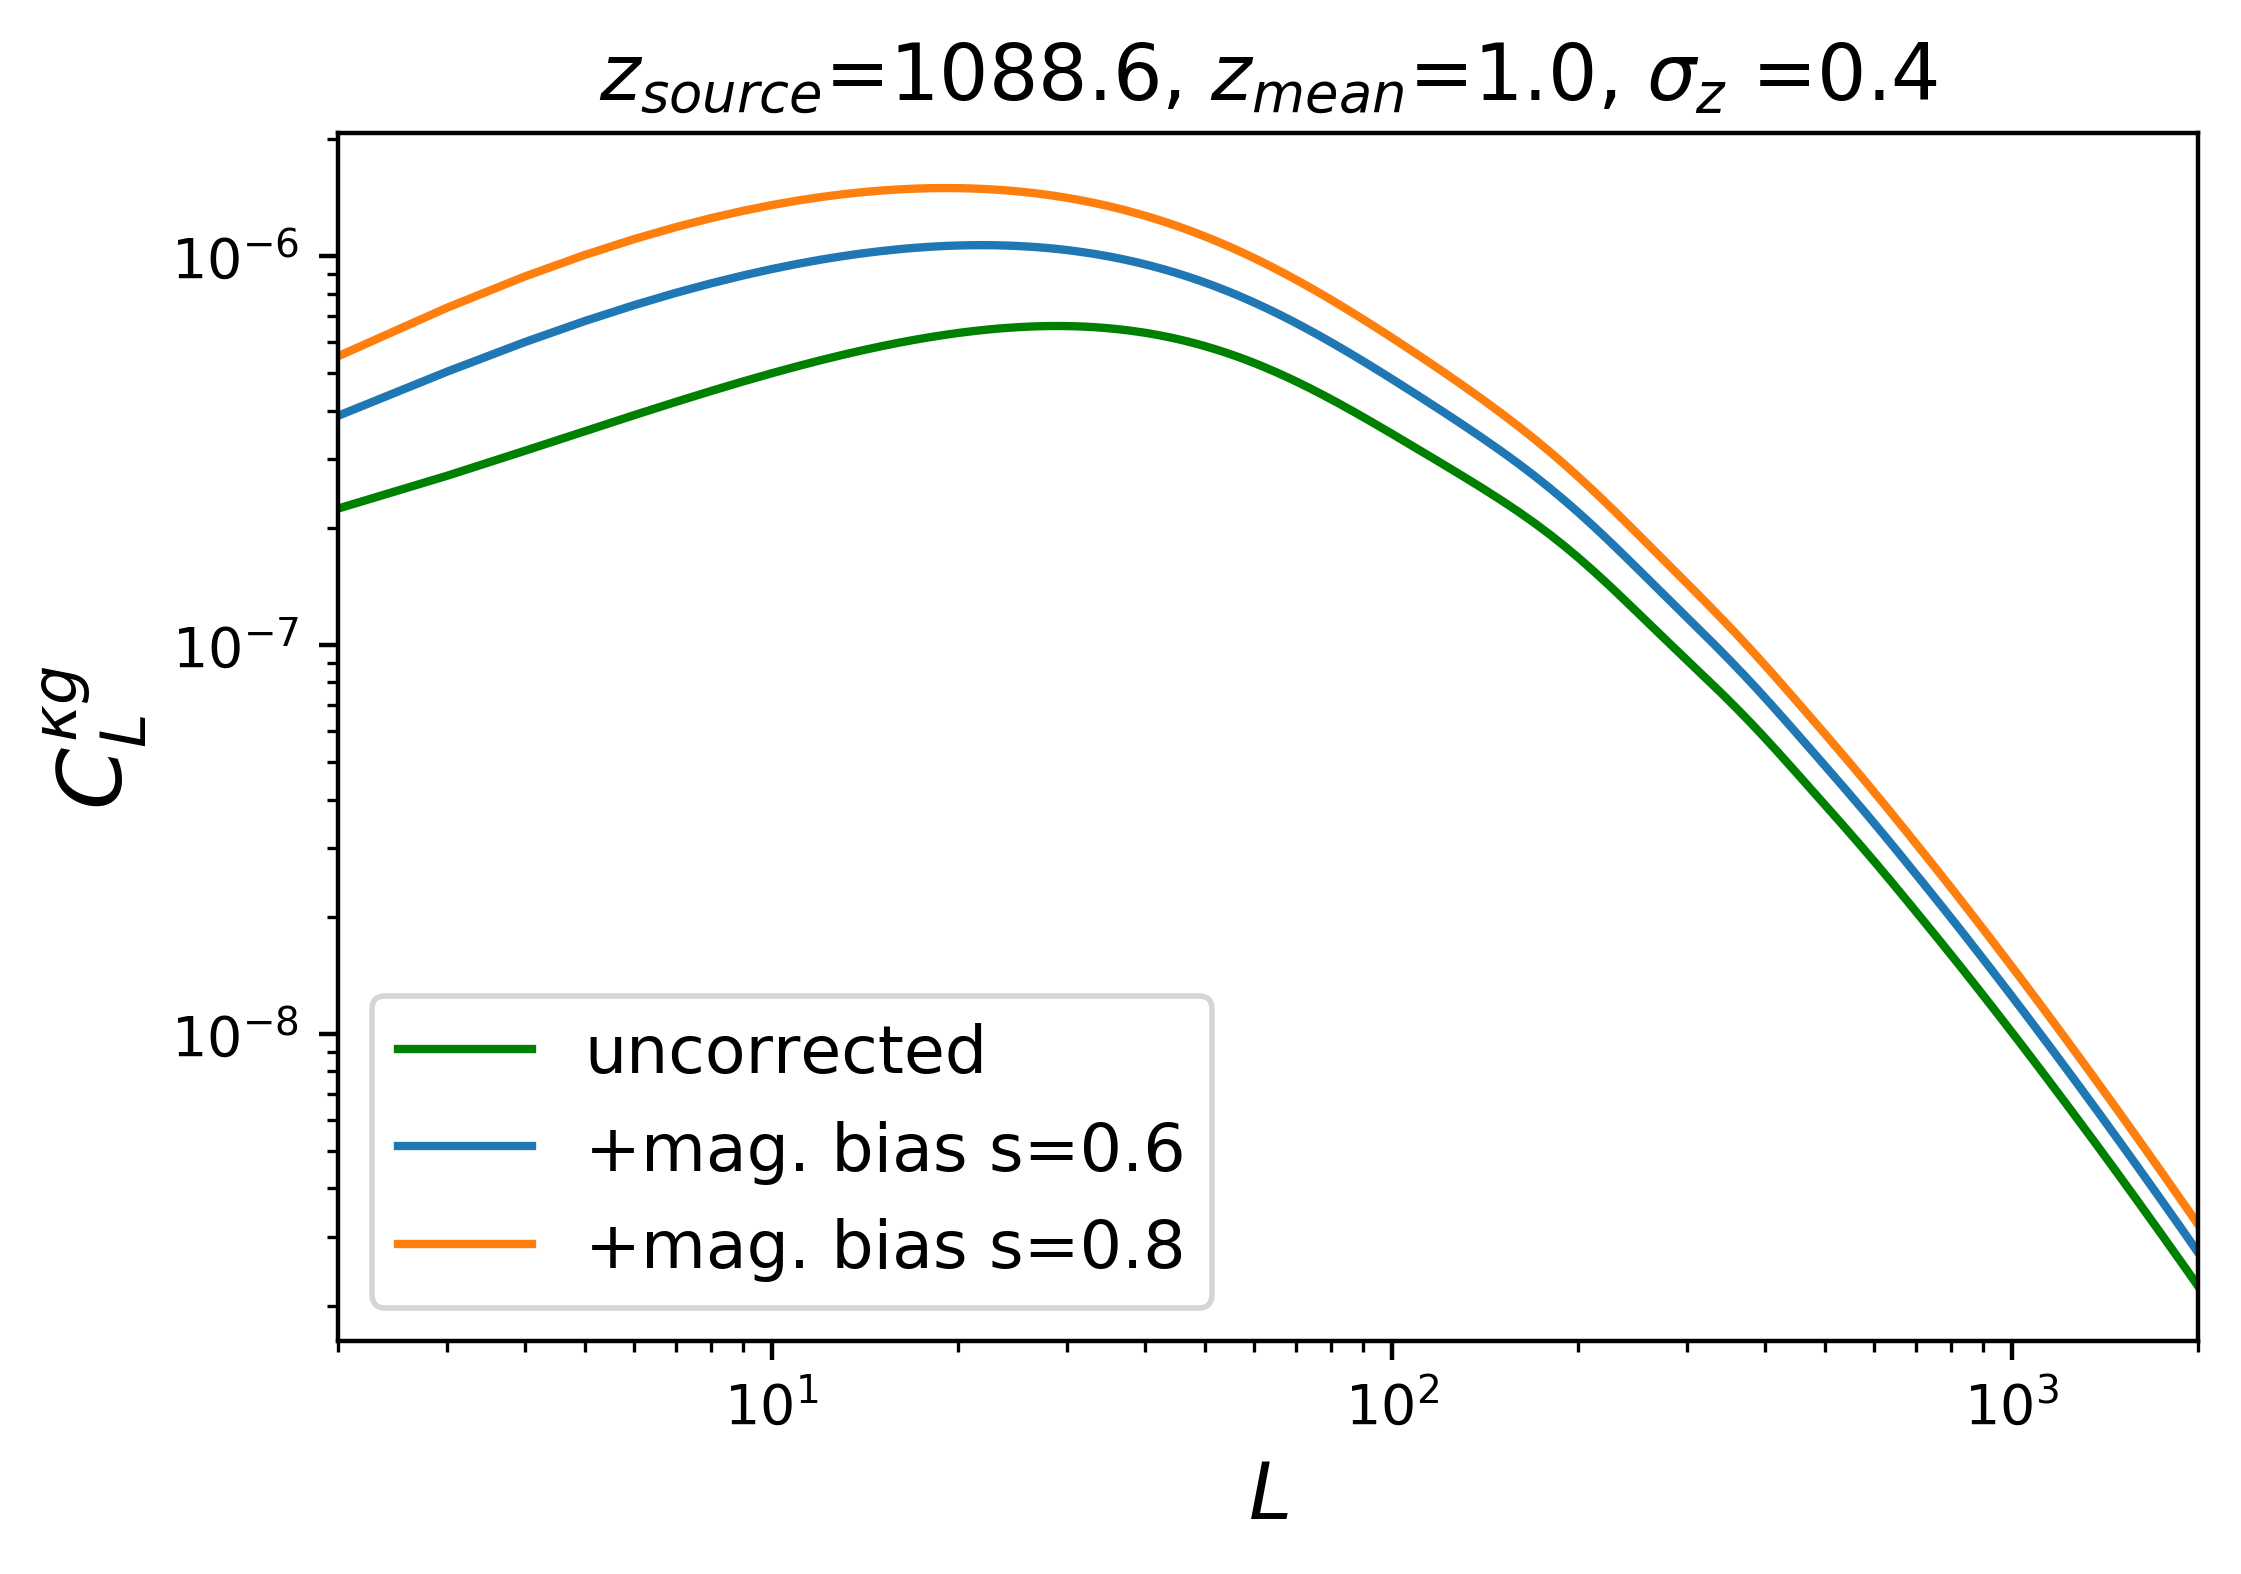 z_source=1088.6, z_mean=1.0, σ_z =0.4
C_L^κg
10^−6
10^−7
10^−8
uncorrected
+mag. bias s=0.6
+mag. bias s=0.8
10^1
10^2
10^3
L